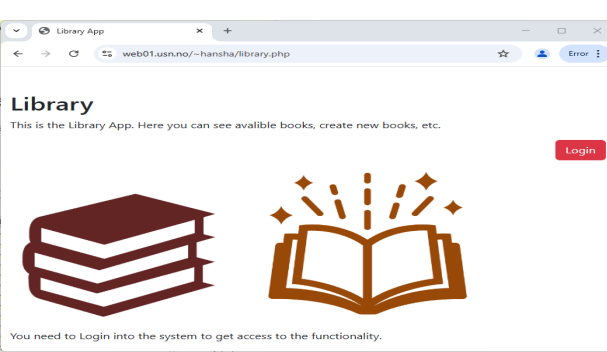 Library App
web01.usn.no/~hansha/library.php
Error
Library
This is the Library App. Here you can see avalible books, create new books, etc.
Login
You need to Login into the system to get access to the functionality.